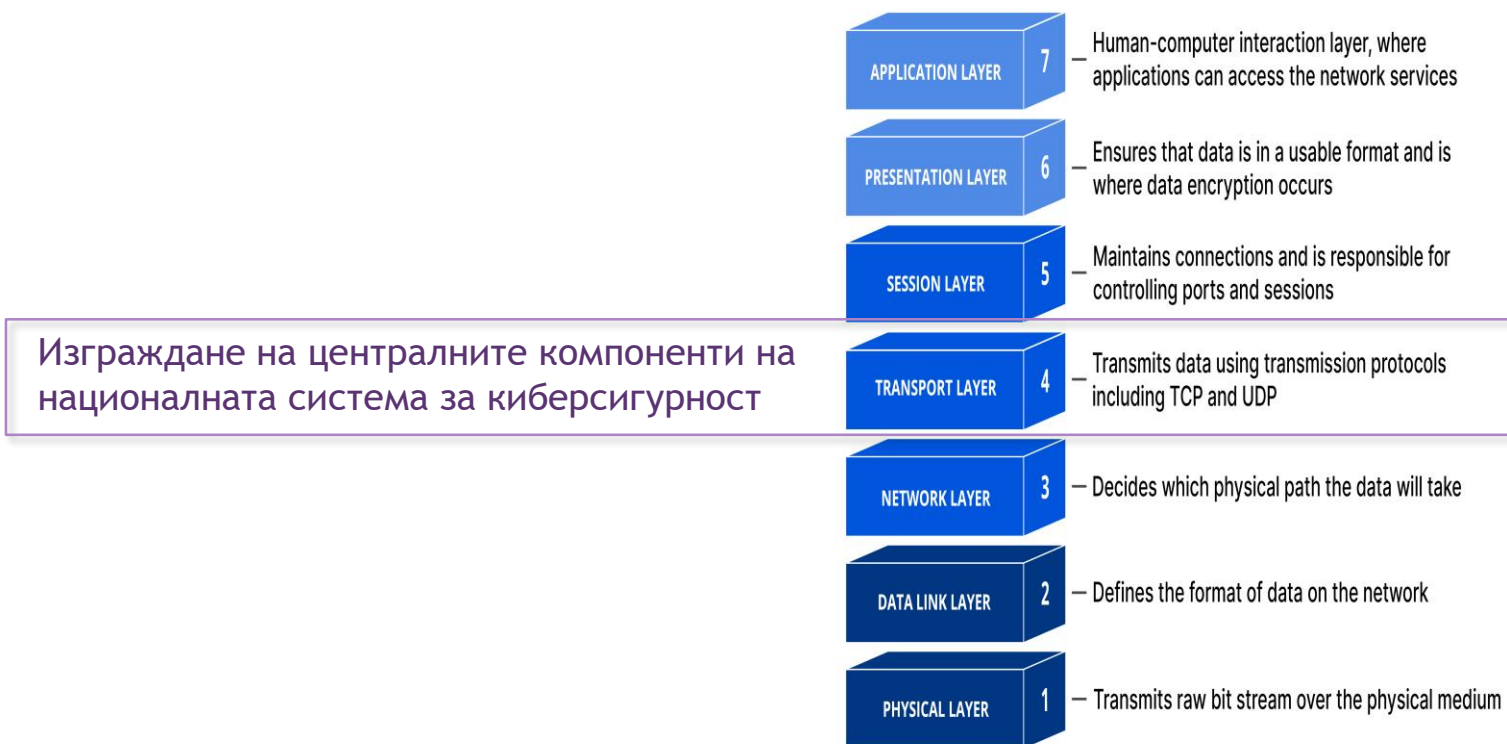 APPLICATION LAYER
7
Human-computer interaction layer, where
applications can access the network services
PRESENTATION LAYER
6
Ensures that data is in a usable format and is
where data encryption occurs
SESSION LAYER
5
Maintains connections and is responsible for
controlling ports and sessions
Изграждане на централните компоненти на
националната система за киберсигурност
TRANSPORT LAYER
4
Transmits data using transmission protocols
including TCP and UDP
NETWORK LAYER
3
Decides which physical path the data will take
DATA LINK LAYER
2
Defines the format of data on the network
PHYSICAL LAYER
1
Transmits raw bit stream over the physical medium